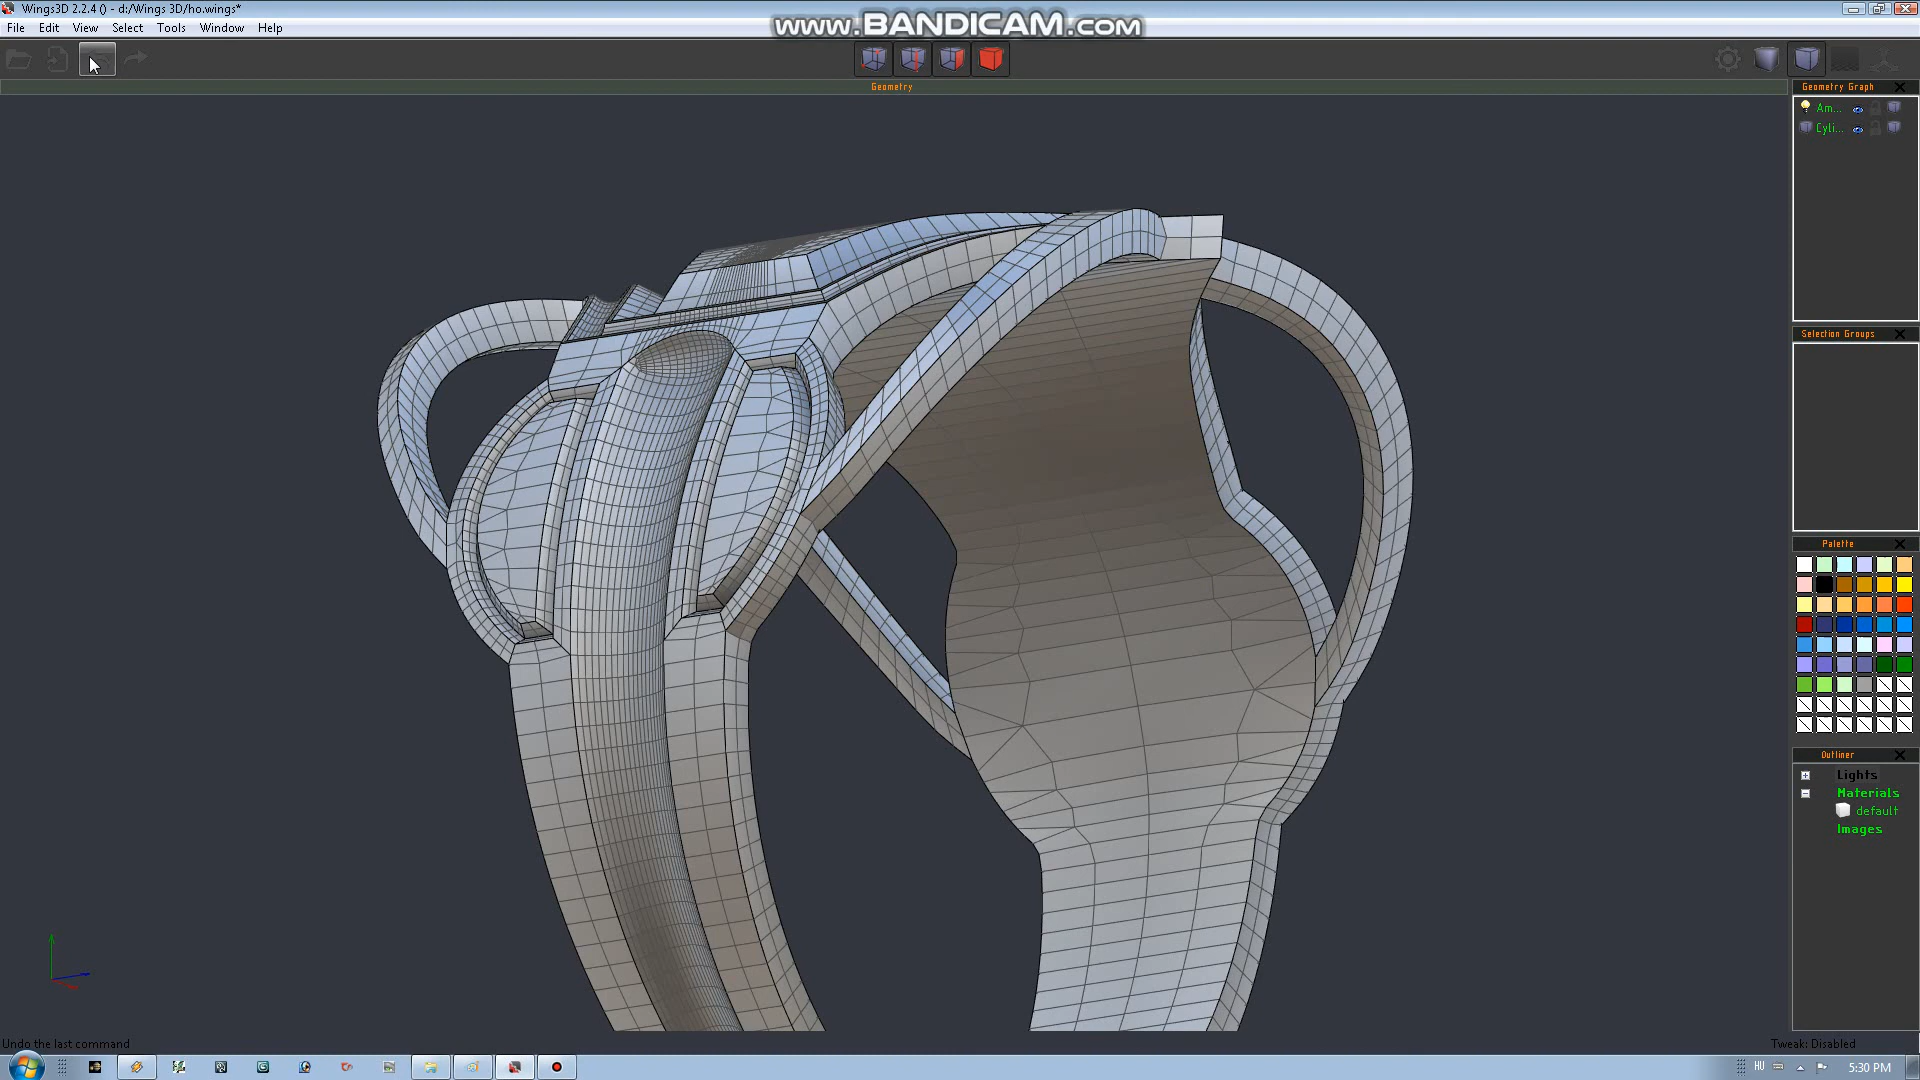 Wings3D 2.2.4 () - d:/Wings 3D/ho.wings*
www.BANDICAM.com
File Edit View Select Tools Window Help
Geometry
Geometry Graph
Am...
Cyli...
Selection Groups
Palette
Outliner
Lights
Materials
default
Images
Undo the last command
Tweak: Disabled
HU
5:30 PM